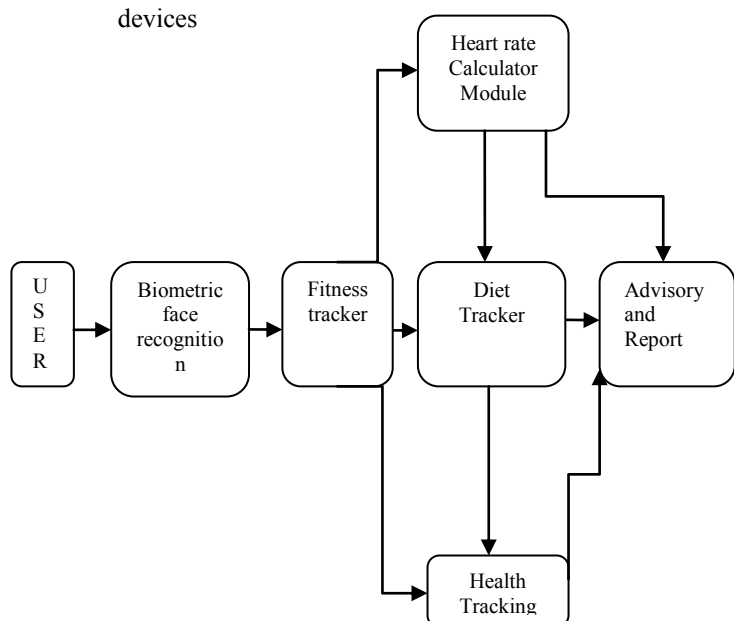 devices
Heart rate
Calculator
Module
U
S
E
R
Biometric
face
recognitio
n
Fitness
tracker
Diet
Tracker
Advisory
and
Report
Health
Tracking